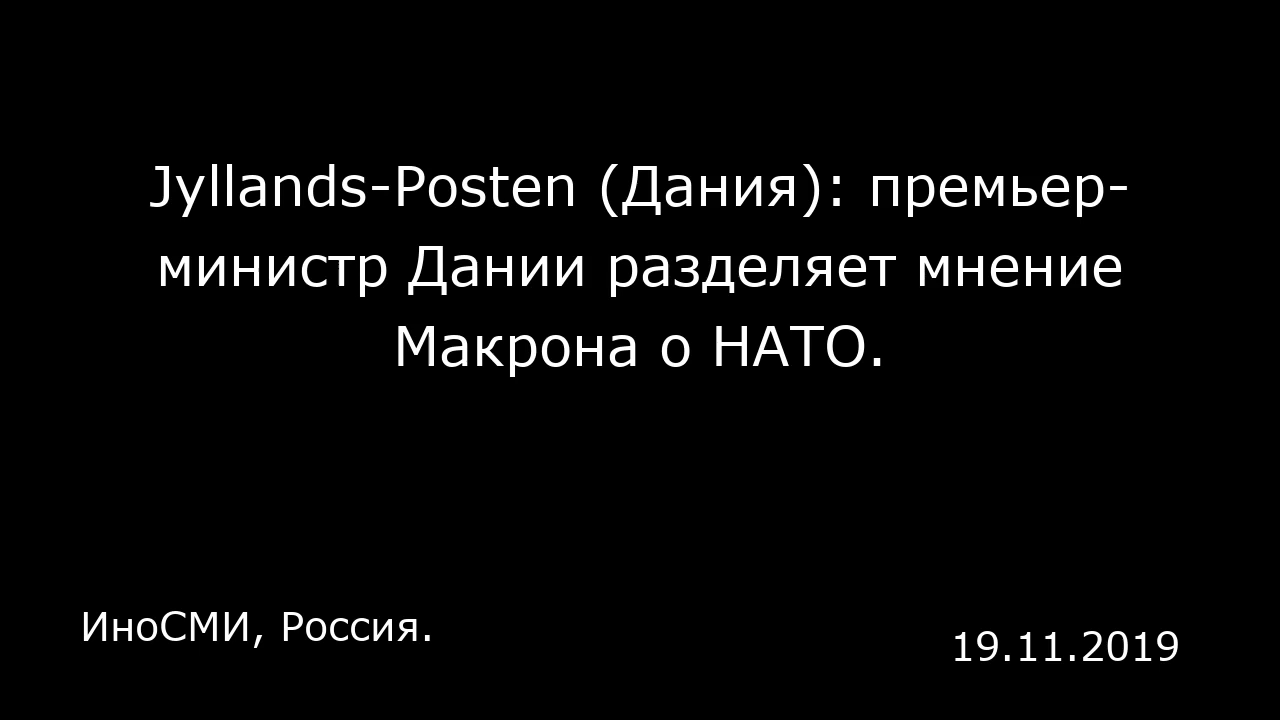 Jyllands-Posten (Дания): премьер-
министр Дании разделяет мнение
Макрона о НАТО.
ИноСМИ, Россия.
19.11.2019